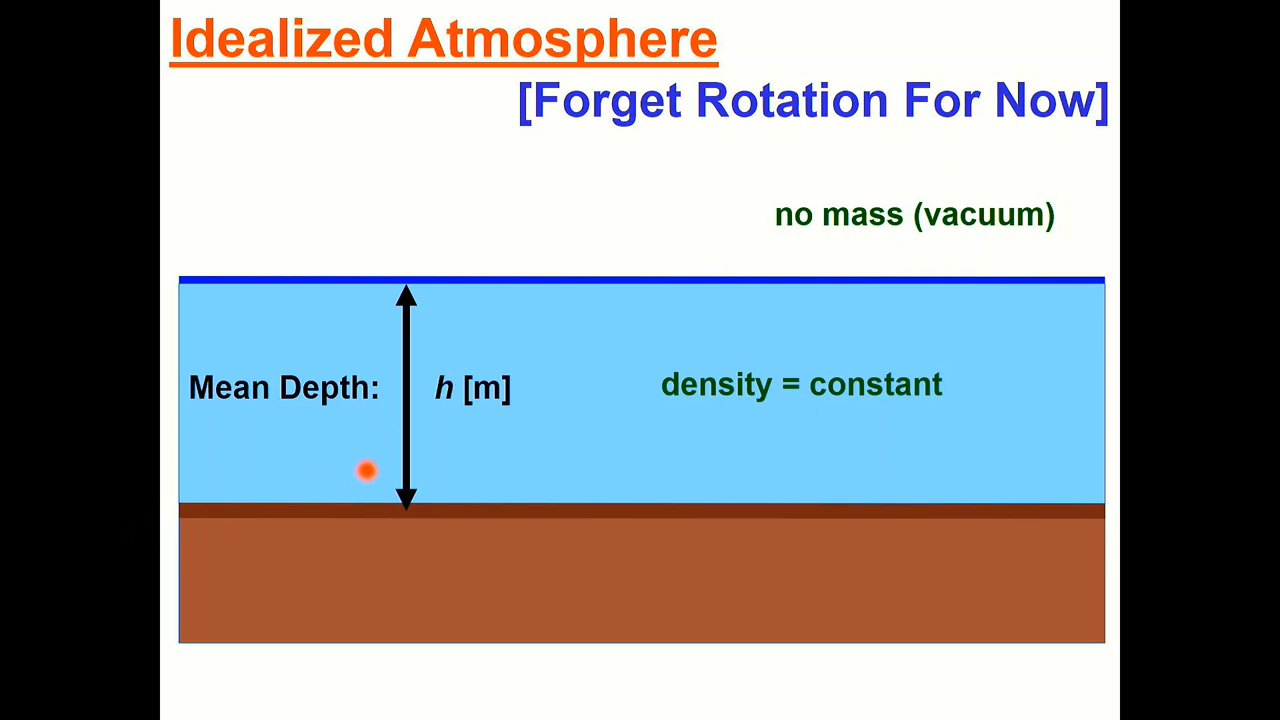 Idealized Atmosphere
[Forget Rotation For Now]
no mass (vacuum)
Mean Depth: h [m]
density = constant